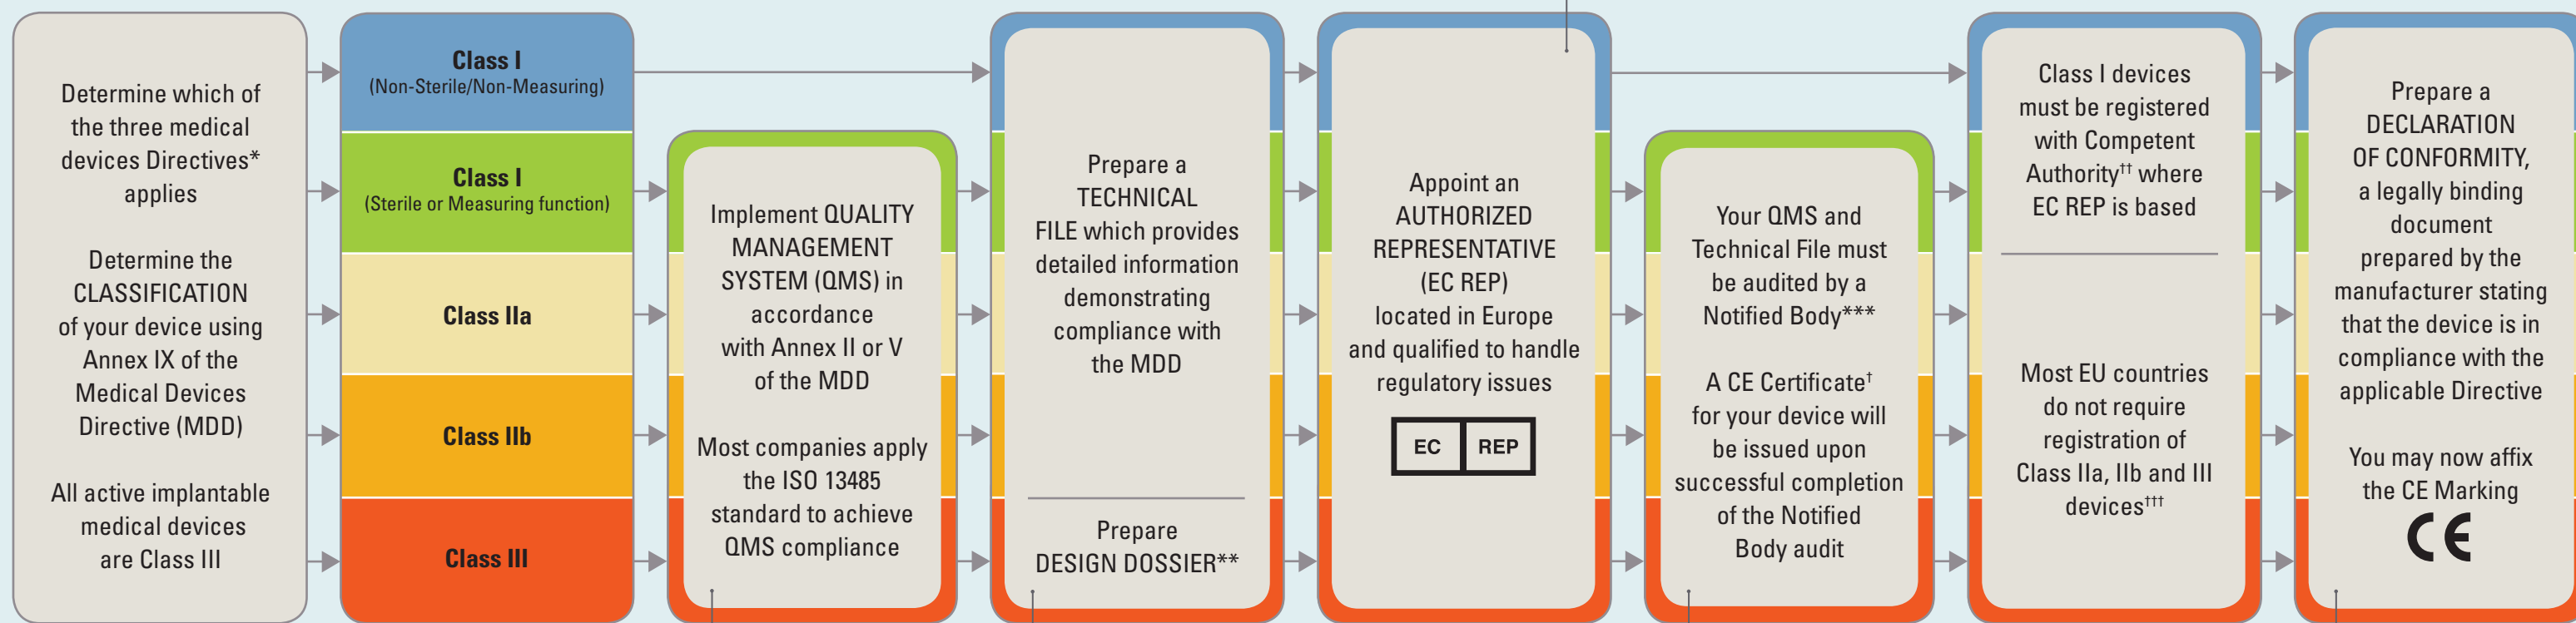 Determine which of
the three medical
devices Directives*
applies
Determine the
CLASSIFICATION
of your device using
Annex IX of the
Medical Devices
Directive (MDD)
All active implantable
medical devices
are Class III
Class I
(Non-Sterile/Non-Measuring)
Class I
(Sterile or Measuring function)
Class IIa
Class IIb
Class III
Implement QUALITY
MANAGEMENT
SYSTEM (QMS) in
accordance
with Annex II or V
of the MDD
Most companies apply
the ISO 13485
standard to achieve
QMS compliance
Prepare a
TECHNICAL
FILE which provides
detailed information
demonstrating
compliance with
the MDD
Prepare
DESIGN DOSSIER**
Appoint an
AUTHORIZED
REPRESENTATIVE
(EC REP)
located in Europe
and qualified to handle
regulatory issues
EC REP
Your QMS and
Technical File must
be audited by a
Notified Body***
A CE Certificate†
for your device will
be issued upon
successful completion
of the Notified
Body audit
Class I devices
must be registered
with Competent
Authority†† where
EC REP is based
Most EU countries
do not require
registration of
Class IIa, IIb and III
devices†††
Prepare a
DECLARATION
OF CONFORMITY,
a legally binding
document
prepared by the
manufacturer stating
that the device is in
compliance with the
applicable Directive
You may now affix
the CE Marking
CE